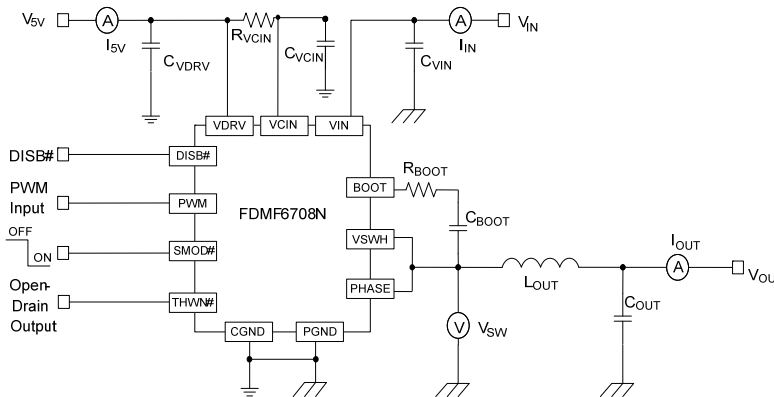 V5V
A
I5V
RVCIN
CVDRV
CVCIN
CVIN
A
IIN
VIN
VDRV
VCIN
VIN
DISB#
DISB#
PWM
Input
PWM
FDMF6708N
BOOT
RBOOT
CBOOT
OFF
ON
SMOD#
VSWH
IOUT
A
VOU
Open-
Drain
Output
THWN#
PHASE
LOUT
COUT
V
VSW
CGND
PGND